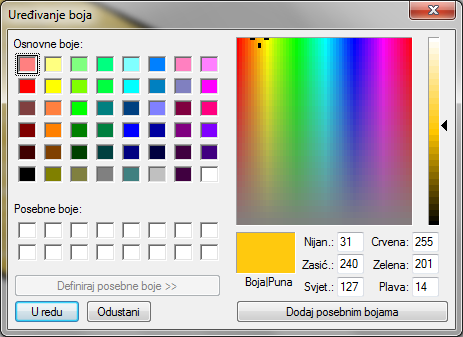 Uređivanje boja
Osnovne boje:
Posebne boje:
Definiraj posebne boje >>
U redu Odustani
Boja|Puna
Nijan.: 31 Crvena: 255
Zasić.: 240 Zelena: 201
Svjet.: 127 Plava: 14
Dodaj posebnim bojama